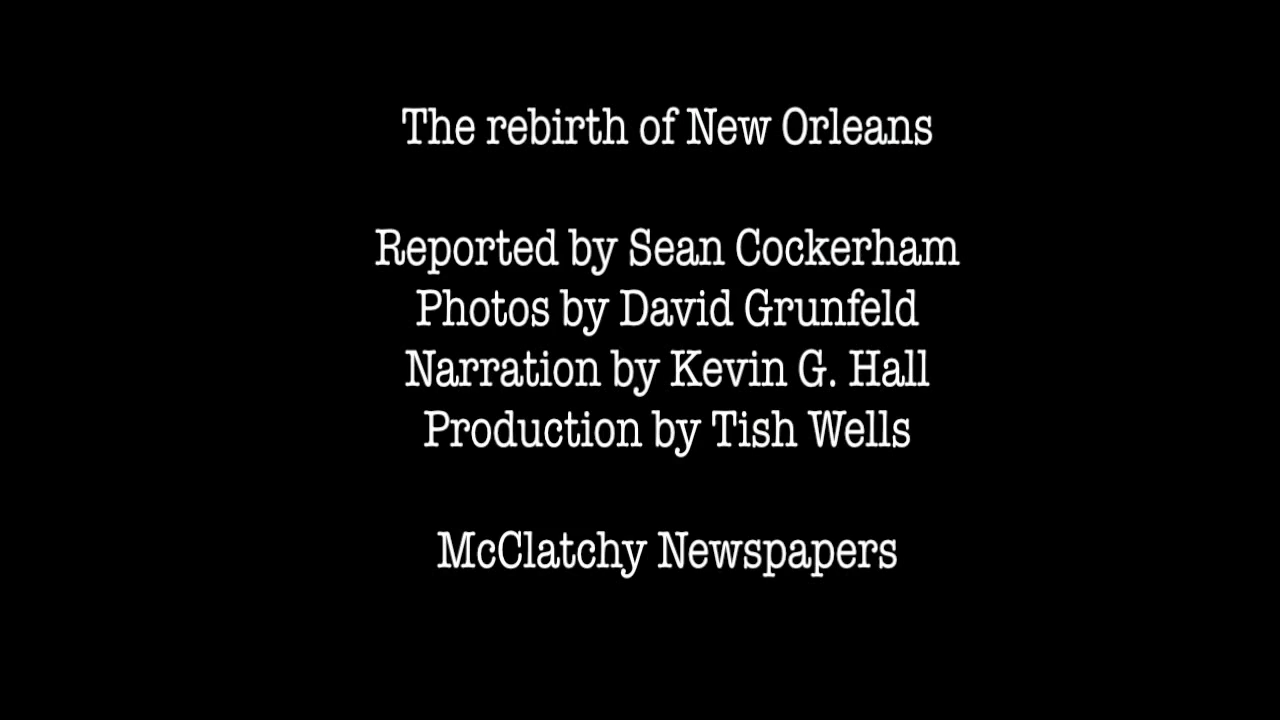 The rebirth of New Orleans
Reported by Sean Cockerham
Photos by David Grunfeld
Narration by Kevin G. Hall
Production by Tish Wells
McClatchy Newspapers